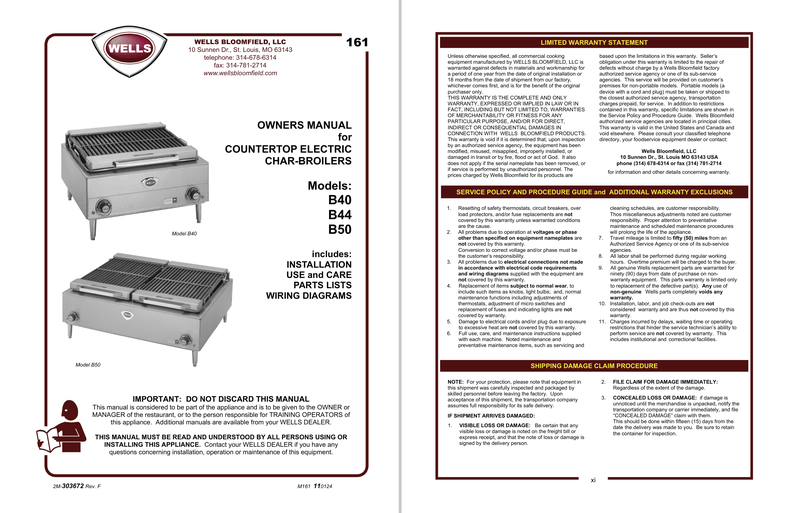 WELLS
WELLS BLOOMFIELD, LLC
10 Sunnen Dr., St. Louis, MO 63143
telephone: 314-678-6314
fax: 314-781-2714
www.wellsbloomfield.com
161
OWNERS MANUAL
for
COUNTERTOP ELECTRIC
CHAR-BROILERS
Models:
B40
B44
B50
Model B40
includes:
INSTALLATION
USE and CARE
PARTS LISTS
WIRING DIAGRAMS
Model B50
IMPORTANT: DO NOT DISCARD THIS MANUAL
This manual is considered to be part of the appliance and is to be given to the OWNER or
MANAGER of the restaurant, or to the person responsible for TRAINING OPERATORS of
this appliance. Additional manuals are available from your WELLS DEALER.
THIS MANUAL MUST BE READ AND UNDERSTOOD BY ALL PERSONS USING OR
INSTALLING THIS APPLIANCE. Contact your WELLS DEALER if you have any
questions concerning installation, operation or maintenance of this equipment.
2M-303672 Rev. F
M161 110124
LIMITED WARRANTY STATEMENT
Unless otherwise specified, all commercial cooking
equipment manufactured by WELLS BLOOMFIELD, LLC is
warranted against defects in materials and workmanship for
a period of one year from the date of original installation or
18 months from the date of shipment from our factory,
whichever comes first, and is for the benefit of the original
purchaser only.
THIS WARRANTY IS THE COMPLETE AND ONLY
WARRANTY, EXPRESSED OR IMPLIED IN LAW OR IN
FACT, INCLUDING BUT NOT LIMITED TO, WARRANTIES
OF MERCHANTABILITY OR FITNESS FOR ANY
PARTICULAR PURPOSE, AND/OR FOR DIRECT,
INDIRECT OR CONSEQUENTIAL DAMAGES IN
CONNECTION WITH WELLS BLOOMFIELD PRODUCTS.
This warranty is void if it is determined that, upon inspection
by an authorized service agency, the equipment has been
modified, misused, misapplied, improperly installed, or
damaged in transit or by fire, flood or act of God. It also
does not apply if the serial nameplate has been removed, or
if service is performed by unauthorized personnel. The
prices charged by Wells Bloomfield for its products are
based upon the limitations in this warranty. Seller's
obligation under this warranty is limited to the repair of
defects without charge by a Wells Bloomfield factory
authorized service agency or one of its sub-service
agencies. This service will be provided on customer's
premises for non-portable models. Portable models (a
device with a cord and plug) must be taken or shipped to
the closest authorized service agency, transportation
charges prepaid, for service. In addition to restrictions
contained in this warranty, specific limitations are shown in
the Service Policy and Procedure Guide. Wells Bloomfield
authorized service agencies are located in principal cities.
This warranty is valid in the United States and Canada and
void elsewhere. Please consult your classified telephone
directory, your foodservice equipment dealer or contact:
Wells Bloomfield, LLC
10 Sunnen Dr., St. Louis MO 63143 USA
phone (314) 678-6314 or fax (314) 781-2714
for information and other details concerning warranty.
SERVICE POLICY AND PROCEDURE GUIDE and ADDITIONAL WARRANTY EXCLUSIONS
1. Resetting of safety thermostats, circuit breakers, over
load protectors, and/or fuse replacements are not
covered by this warranty unless warranted conditions
are the cause.
2. All problems due to operation at voltages or phase
other than specified on equipment nameplates are
not covered by this warranty.
Conversion to correct voltage and/or phase must be
the customer's responsibility.
3. All problems due to electrical connections not made
in accordance with electrical code requirements
and wiring diagrams supplied with the equipment are
not covered by this warranty.
4. Replacement of items subject to normal wear, to
include such items as knobs, light bulbs; and, normal
maintenance functions including adjustments of
thermostats, adjustment of micro switches and
replacement of fuses and indicating lights are not
covered by warranty.
5. Damage to electrical cords and/or plug due to exposure
to excessive heat are not covered by this warranty.
6. Full use, care, and maintenance instructions supplied
with each machine. Noted maintenance and
preventative maintenance items, such as servicing and
cleaning schedules, are customer responsibility.
Thos miscellaneous adjustments noted are customer
responsibility. Proper attention to preventative
maintenance and scheduled maintenance procedures
will prolong the life of the appliance.
7. Travel mileage is limited to fifty (50) miles from an
Authorized Service Agency or one of its sub-service
agencies.
8. All labor shall be performed during regular working
hours. Overtime premium will be charged to the buyer.
9. All genuine Wells replacement parts are warranted for
ninety (90) days from date of purchase on non-
warranty equipment. This parts warranty is limited only
to replacement of the defective part(s). Any use of
non-genuine Wells parts completely voids any
warranty.
10. Installation, labor, and job check-outs are not
considered warranty and are thus not covered by this
warranty.
11. Charges incurred by delays, waiting time or operating
restrictions that hinder the service technician's ability to
perform service are not covered by warranty. This
includes institutional and correctional facilities.
SHIPPING DAMAGE CLAIM PROCEDURE
NOTE: For your protection, please note that equipment in
this shipment was carefully inspected and packaged by
skilled personnel before leaving the factory. Upon
acceptance of this shipment, the transportation company
assumes full responsibility for its safe delivery.
IF SHIPMENT ARRIVES DAMAGED:
1. VISIBLE LOSS OR DAMAGE: Be certain that any
visible loss or damage is noted on the freight bill or
express receipt, and that the note of loss or damage is
signed by the delivery person.
2. FILE CLAIM FOR DAMAGE IMMEDIATELY:
Regardless of the extent of the damage.
3. CONCEALED LOSS OR DAMAGE: if damage is
unnoticed until the merchandise is unpacked, notify the
transportation company or carrier immediately, and file
"CONCEALED DAMAGE" claim with them.
This should be done within fifteen (15) days from the
date the delivery was made to you. Be sure to retain
the container for inspection.
xi